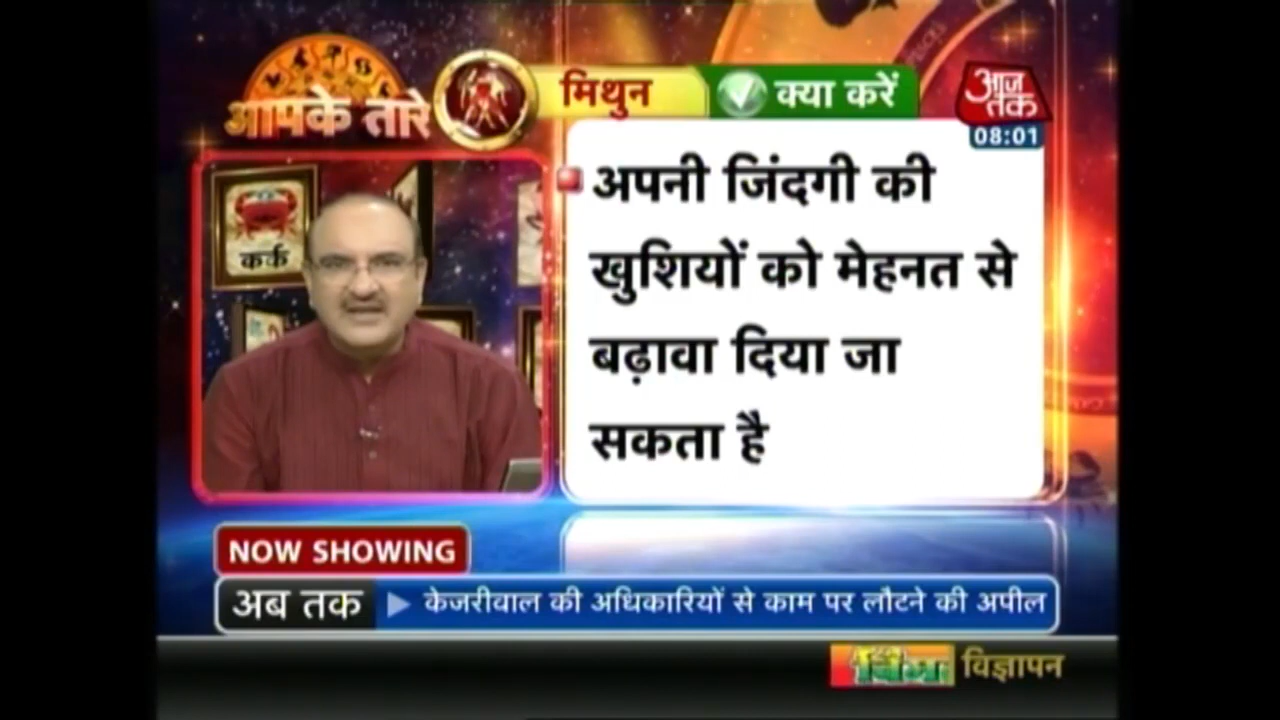 आपके तारे
मिथुन
क्या करें
आज
तक
08:01
कर्क
अपनी जिंदगी की
खुशियों को मेहनत से
बढ़ावा दिया जा
सकता है
NOW SHOWING
अब तक
केजरीवाल की अधिकारियों से काम पर लौटने की अपील
विज्ञापन